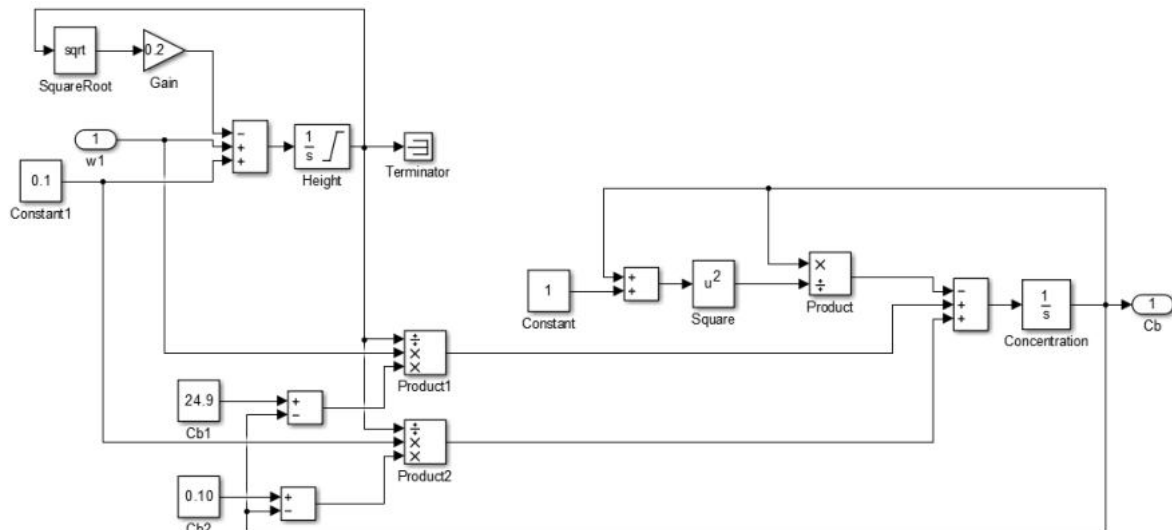 sqrt
0.2
SquareRoot
Gain
−
+
+
1
w1
1
s
Height
Terminator
0.1
Constant1
1
Constant
+
+
u2
Square
×
÷
Product
−
+
+
1
s
Concentration
1
Cb
÷
×
×
Product1
24.9
Cb1
+
−
÷
×
×
Product2
0.10
Cb2
+
−